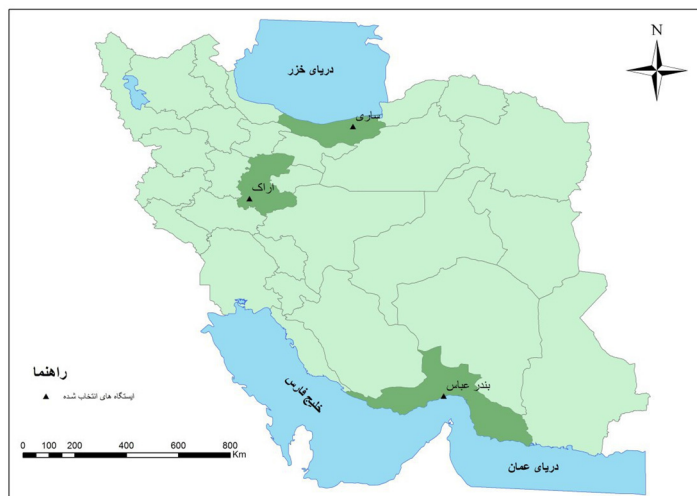 دریای خزر
N
ساری
اراک
بندر عباس
خلیج فارس
دریای عمان
راهنما
ایستگاه های انتخاب شده
0 100 200 400 600 800
Km